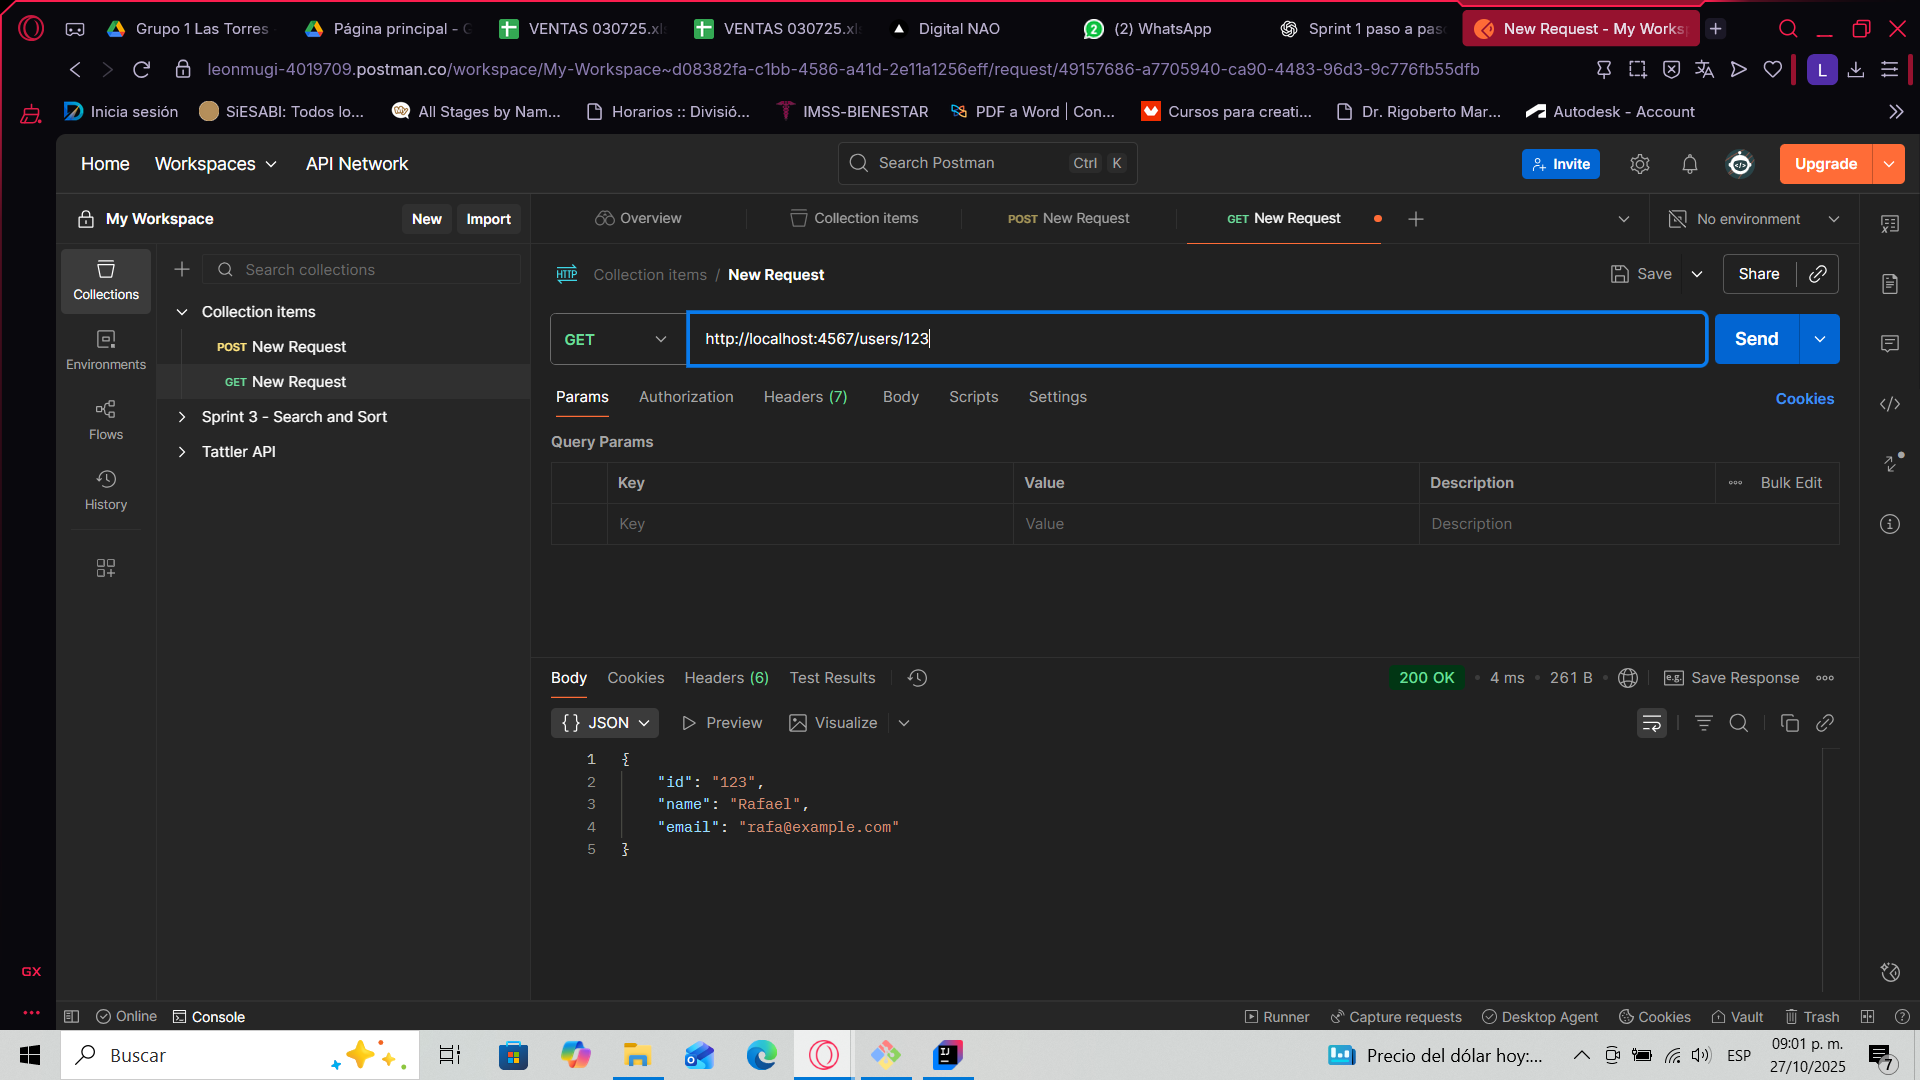 Grupo 1 Las Torres
Página principal - G
VENTAS 030725.xls
VENTAS 030725.xls
Digital NAO
(2) WhatsApp
Sprint 1 paso a paso
New Request - My Works
leonmugi-4019709.postman.co/workspace/My-Workspace~d08382fa-c1bb-4586-a41d-2e11a1256eff/request/49157686-a7705940-ca90-4483-96d3-9c776fb55dfb
L
Inicia sesión
SiESABI: Todos lo...
All Stages by Nam...
Horarios :: Divisió...
IMSS-BIENESTAR
PDF a Word | Con...
Cursos para creati...
Dr. Rigoberto Mar...
Autodesk - Account
Home
Workspaces
API Network
Search Postman
Ctrl K
Invite
Upgrade
My Workspace
New
Import
Overview
Collection items
POST New Request
GET New Request
No environment
Collections
Search collections
HTTP
Collection items / New Request
Save
Share
Collection items
POST New Request
GET New Request
Sprint 3 - Search and Sort
Tattler API
Environments
Flows
History
GET
http://localhost:4567/users/123
Send
Params
Authorization
Headers (7)
Body
Scripts
Settings
Cookies
Query Params
Key
Value
Description
Bulk Edit
Key
Value
Description
Body
Cookies
Headers (6)
Test Results
200 OK
4 ms
261 B
e.g.
Save Response
{} JSON
Preview
Visualize
1 {
2 "id": "123",
3 "name": "Rafael",
4 "email": "rafa@example.com"
5 }
GX
Online
Console
Runner
Capture requests
Desktop Agent
Cookies
Vault
Trash
Buscar
Precio del dólar hoy:...
ESP
09:01 p. m.
27/10/2025
7